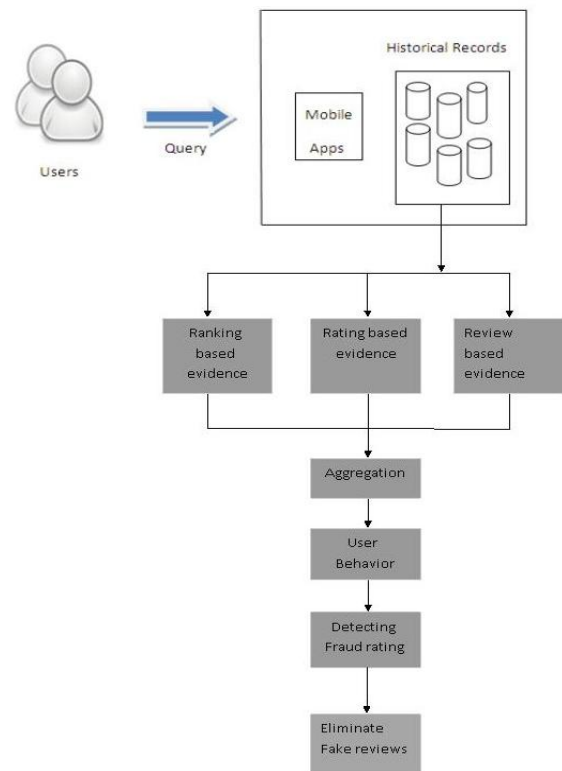 Historical Records
Mobile
Apps
Query
Users
Ranking
based
evidence
Rating based
evidence
Review
based
evidence
Aggregation
User
Behavior
Detecting
Fraud rating
Eliminate
Fake reviews